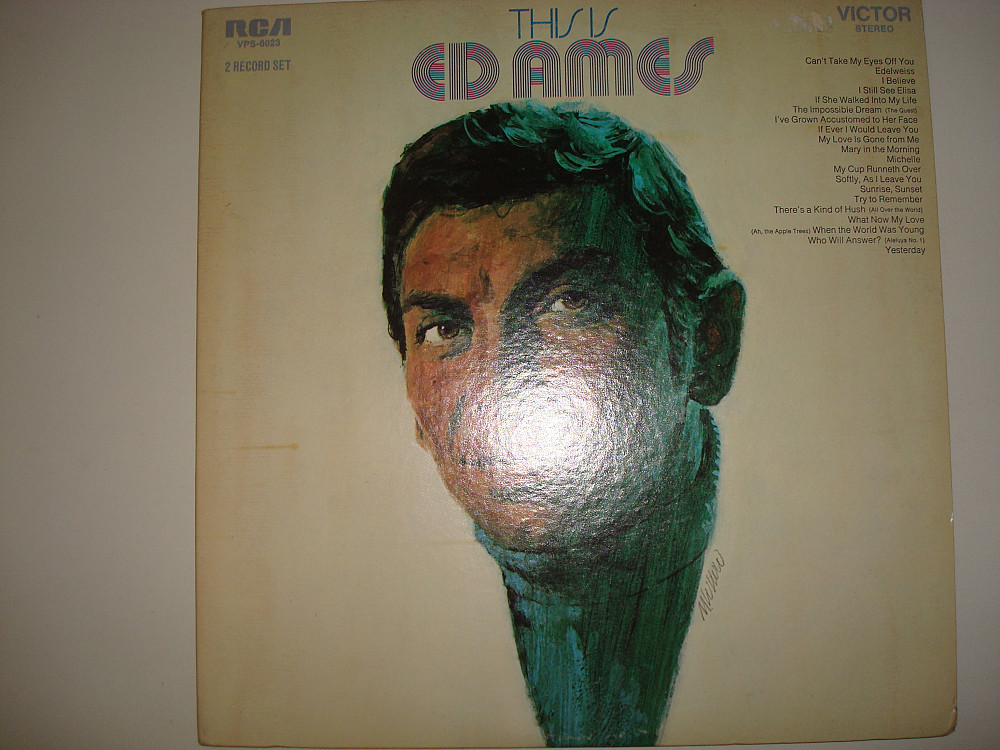 RCA
VPS-6023
2 RECORD SET
THIS IS
ED AMES
VICTOR
STEREO
Can't Take My Eyes Off You
Edelweiss
I Believe
I Still See Elisa
If She Walked Into My Life
The Impossible Dream (The Quest)
I've Grown Accustomed to Her Face
If Ever I Would Leave You
My Love Is Gone from Me
Mary in the Morning
Michelle
My Cup Runneth Over
Softly, As I Leave You
Sunrise, Sunset
Try to Remember
There's a Kind of Hush (All Over the World)
What Now My Love
(Ah, the Apple Trees) When the World Was Young
Who Will Answer? (Aleluya No. 1)
Yesterday